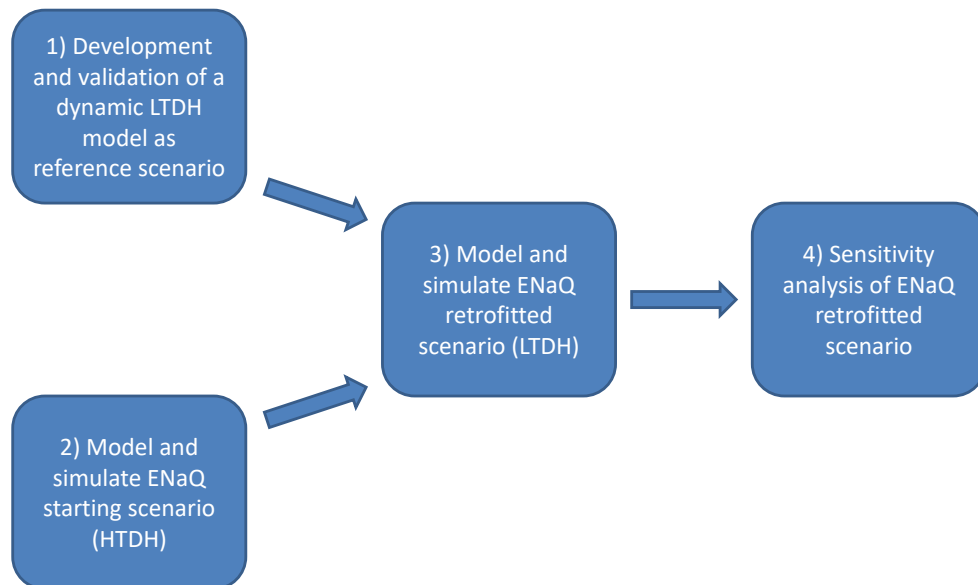 1) Development
and validation of a
dynamic LTDH
model as
reference scenario
2) Model and
simulate ENaQ
starting scenario
(HTDH)
3) Model and
simulate ENaQ
retrofitted
scenario (LTDH)
4) Sensitivity
analysis of ENaQ
retrofitted
scenario